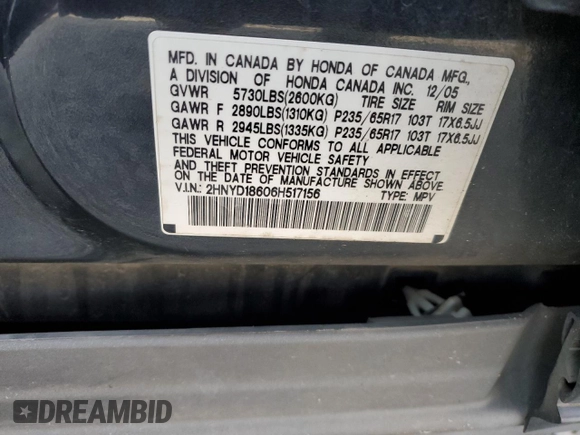 MFD. IN CANADA BY HONDA OF CANADA MFG.,
A DIVISION OF HONDA CANADA INC. 12/05
GVWR 5730LBS(2600KG) TIRE SIZE RIM SIZE
GAWR F 2890LBS(1310KG) P235/65R17 103T 17X6.5JJ
GAWR R 2945LBS(1335KG) P235/65R17 103T 17X6.5JJ
THIS VEHICLE CONFORMS TO ALL APPLICABLE
FEDERAL MOTOR VEHICLE SAFETY
AND THEFT PREVENTION STANDARDS IN EFFECT
ON THE DATE OF MANUFACTURE SHOWN ABOVE.
V.I.N.: 2HNYD18606H517156 TYPE: MPV
DREAMBID